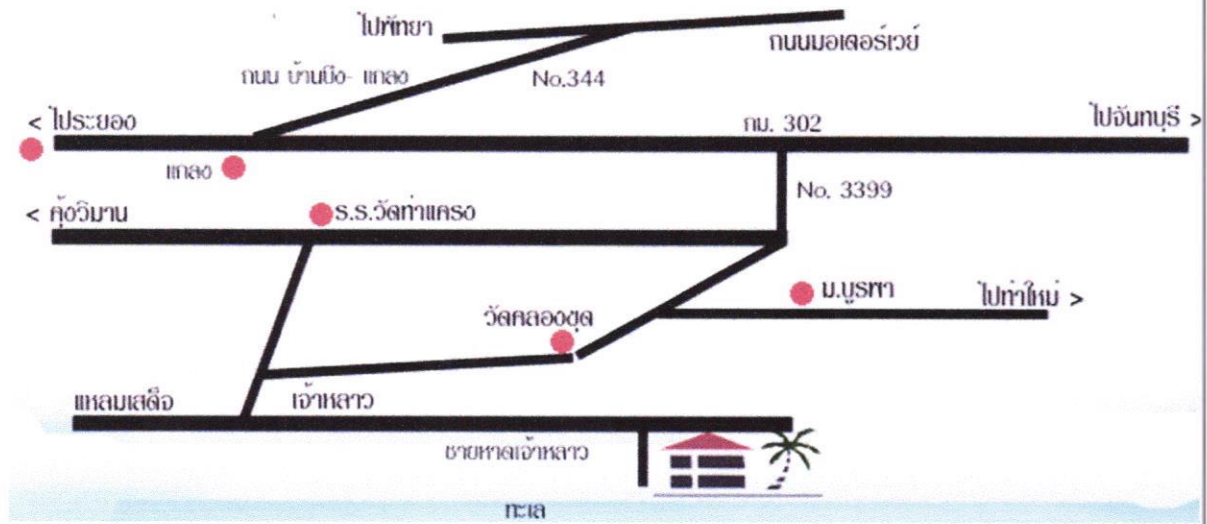 ไปพัทยา
ถนนมอเตอร์เวย์
ถนน บ้านบึง- แกลง
No.344
< ไประยอง
กม. 302
ไปจันทบุรี >
แกลง
No. 3399
< คุ้งวิมาน
ร.ร.วัดท่าแครง
ม.บูรพา
ไปท่าใหม่ >
วัดคลองขุด
แหลมเสด็จ
เจ้าหลาว
ชายหาดเจ้าหลาว
ทะเล